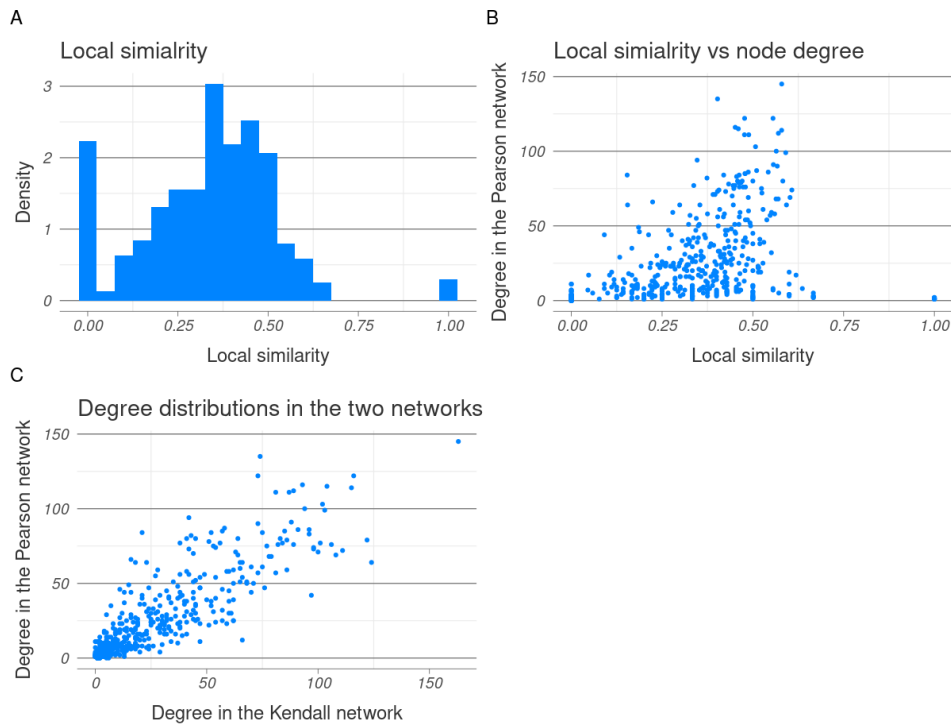 A
Local simialrity
3
2
1
0
Density
0.00 0.25 0.50 0.75 1.00
Local similarity
B
Local simialrity vs node degree
150
100
50
0
Degree in the Pearson network
0.00 0.25 0.50 0.75 1.00
Local similarity
C
Degree distributions in the two networks
150
100
50
0
Degree in the Pearson network
0 50 100 150
Degree in the Kendall network